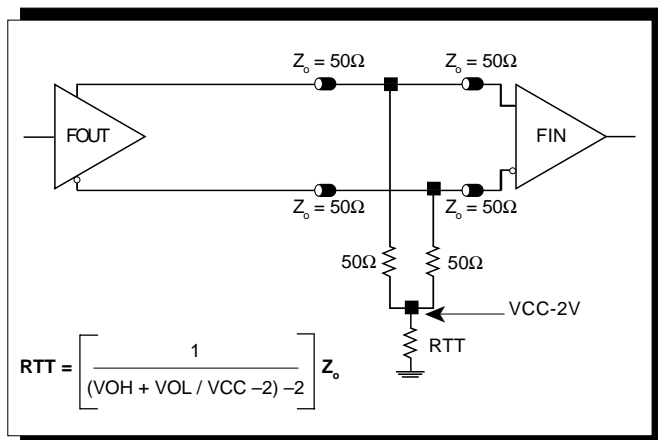 Zo = 50Ω Zo = 50Ω
FOUT FIN
Zo = 50Ω Zo = 50Ω
50Ω 50Ω
VCC-2V
RTT
RTT = [ 1 / (VOH + VOL / VCC –2) –2 ] Zo